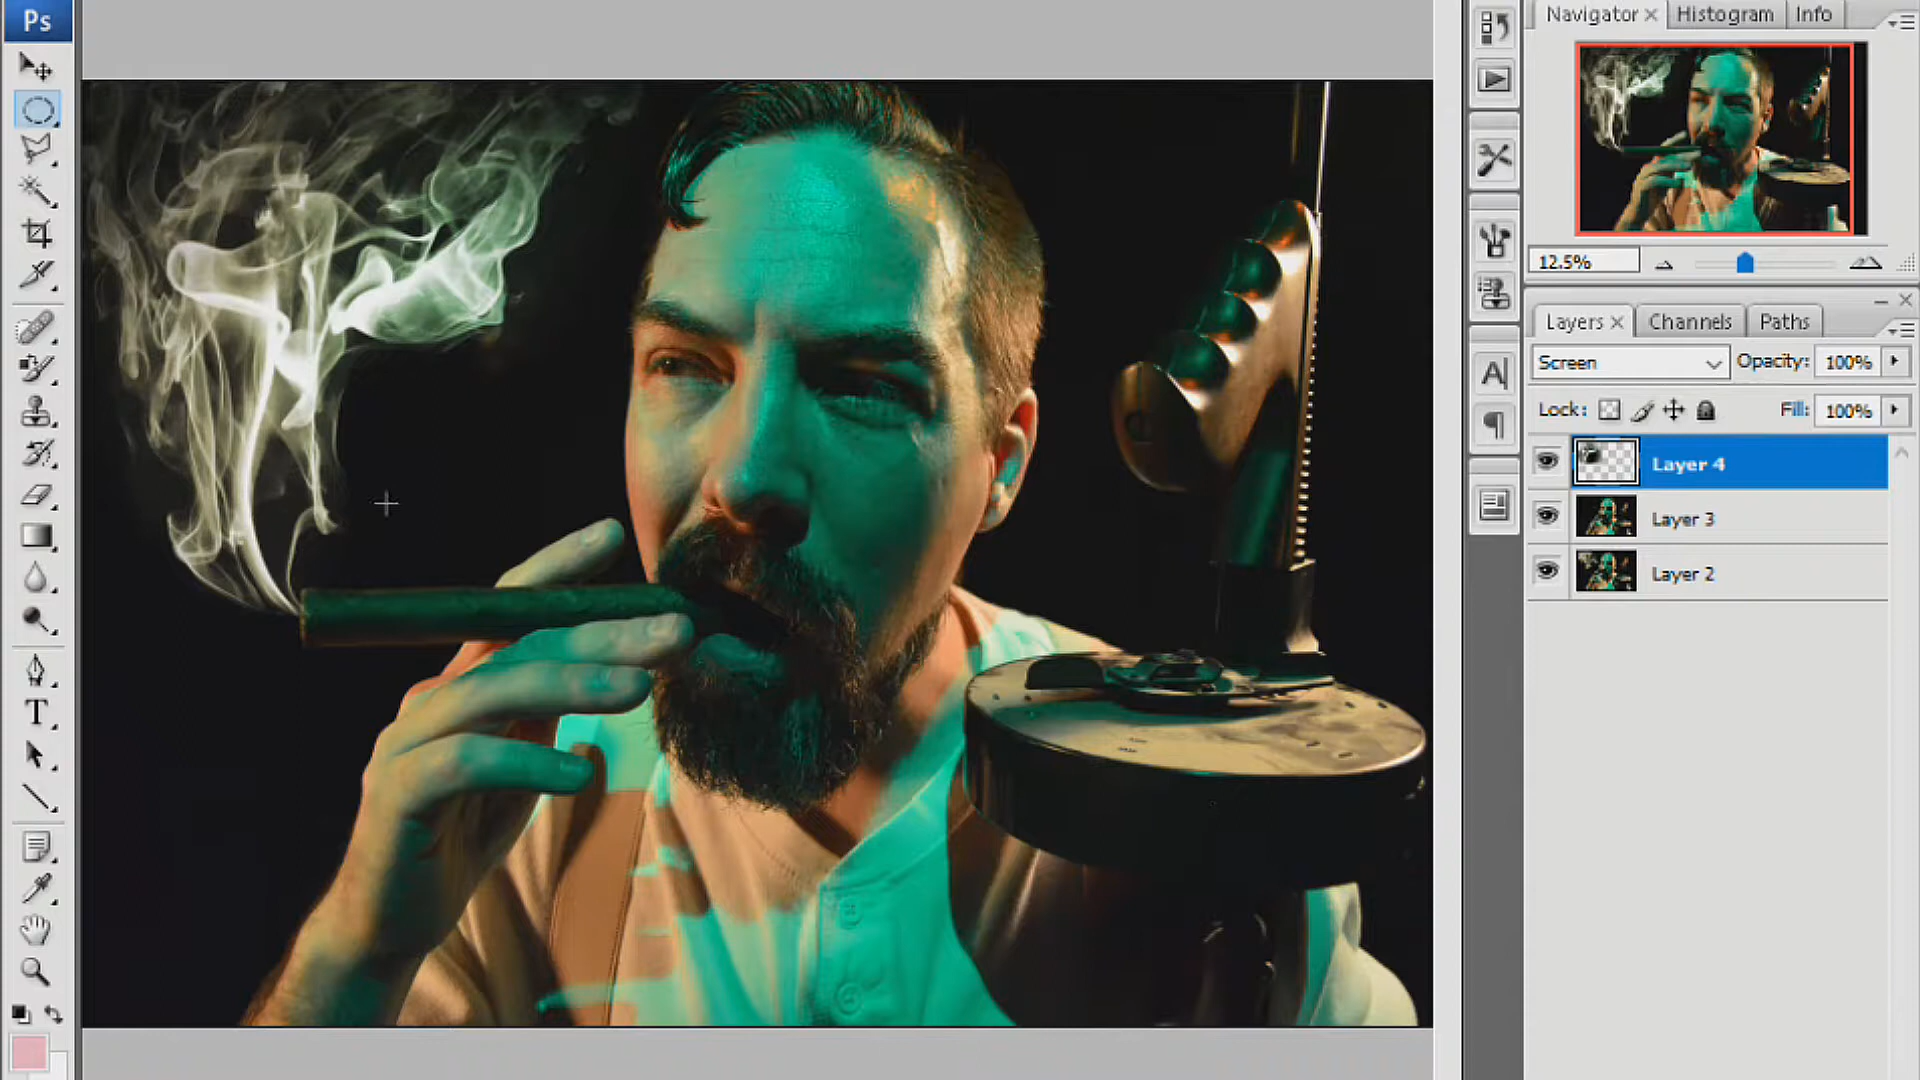 Ps
Navigator Histogram Info
12.5%
Layers Channels Paths
Screen Opacity: 100%
Lock: Fill: 100%
Layer 4
Layer 3
Layer 2
T
A